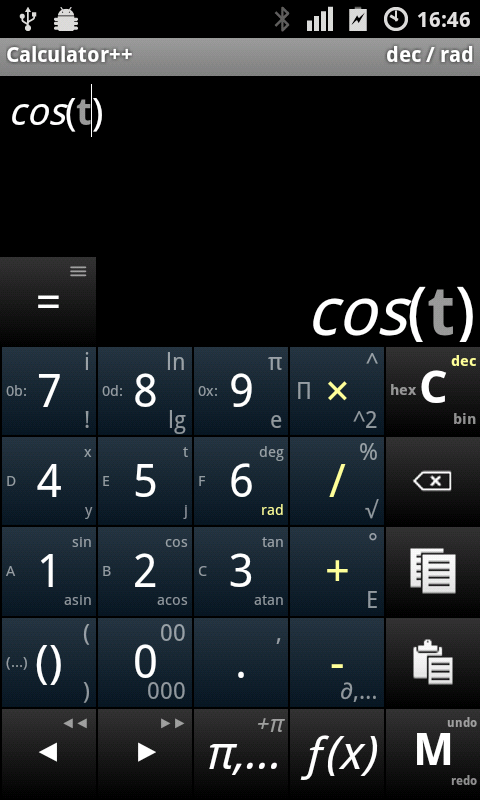 16:46
Calculator++ dec / rad
cos(t)
= cos(t)
i ln π ^ dec
0b: 7 0d: 8 0x: 9 Π × hex C
! lg e ^2 bin
x t deg %
D 4 E 5 F 6 /
y j rad √
sin cos tan °
A 1 B 2 C 3 +
asin acos atan E
( 00 ,
(...) () 0 . -
) 000 ∂,...
+π undo
π,... f(x) M
redo